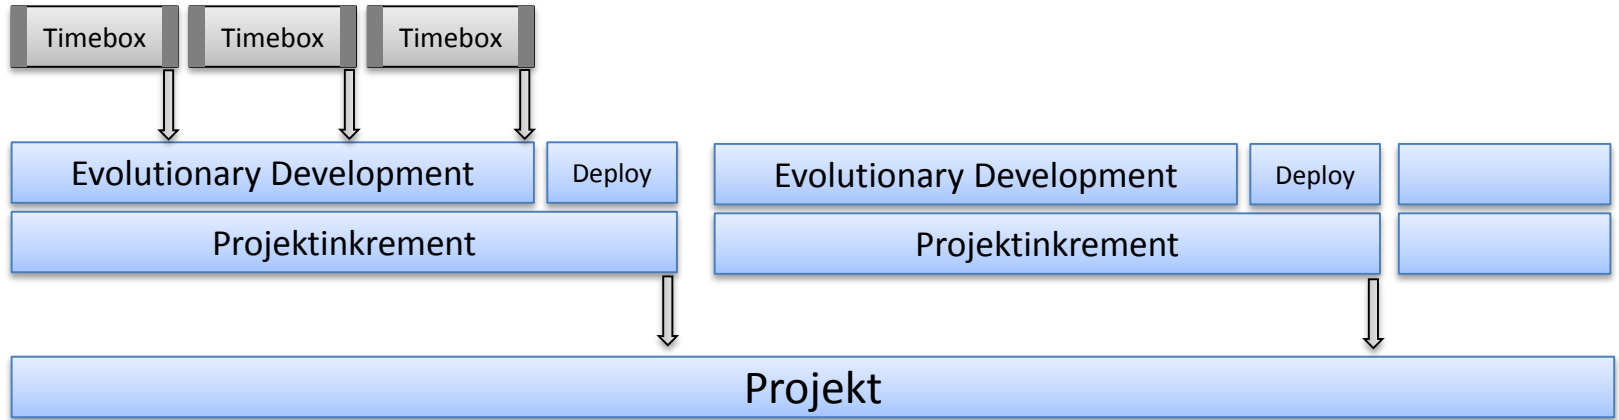 Timebox
Timebox
Timebox
Evolutionary Development
Deploy
Evolutionary Development
Deploy
Projektinkrement
Projektinkrement
Projekt